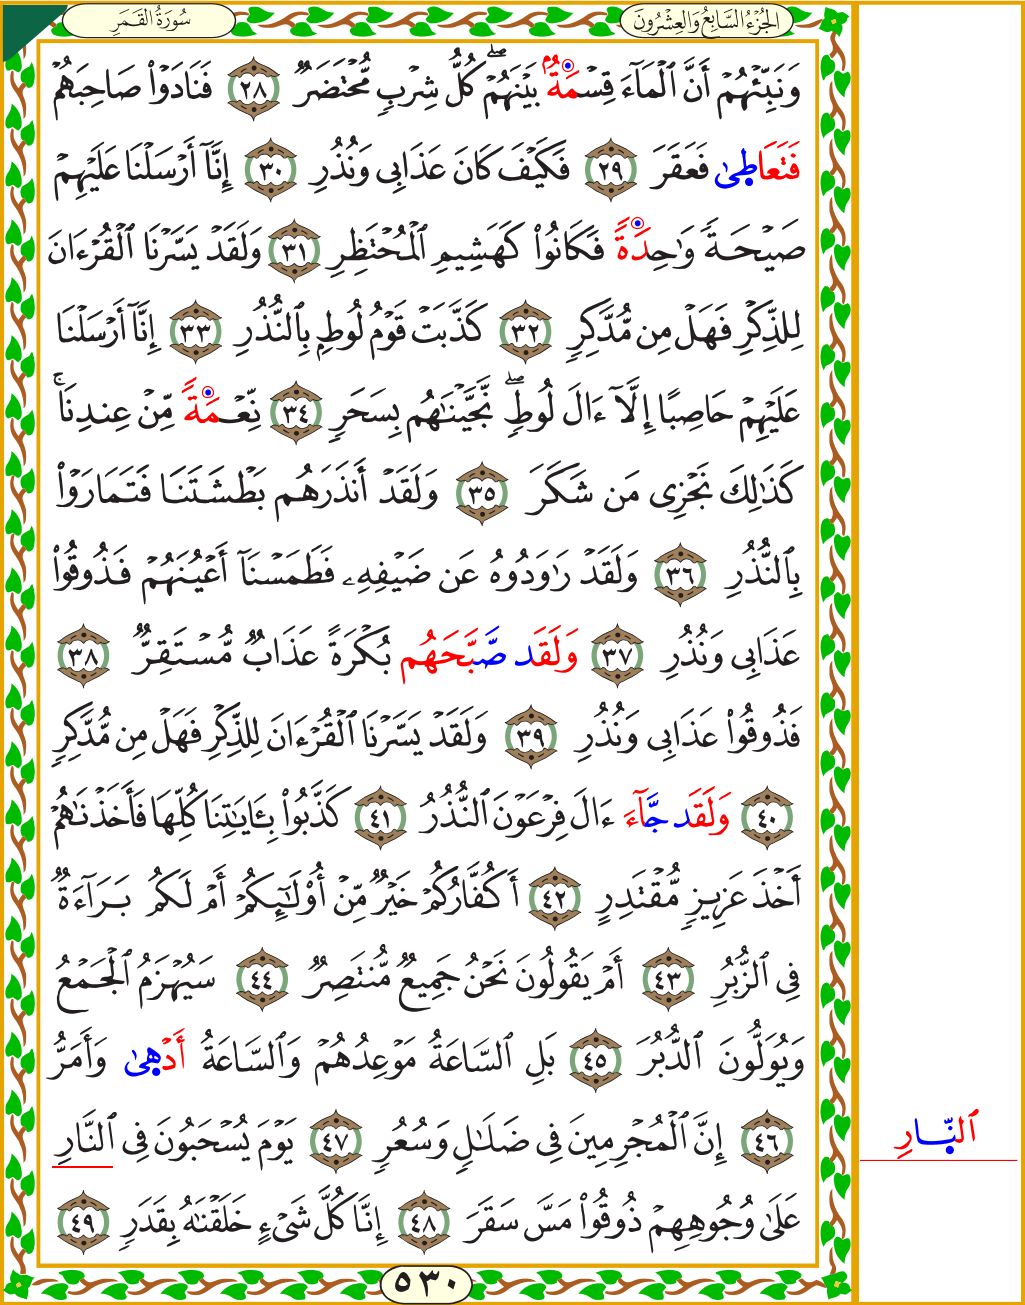 الجُزْءُ السَّابِعُ وَالعِشْرُونَ
سُورَةُ القَمَرِ
وَنَبِّئْهُمْ أَنَّ ٱلْمَآءَ قِسْمَةٌۢ بَيْنَهُمْۖ كُلُّ شِرْبٖ مُّحْتَضَرٞ ٢٨ فَنَادَوْاْ صَاحِبَهُمْ
فَتَعَاطٜىٰ فَعَقَرَ ٢٩ فَكَيْفَ كَانَ عَذَابِى وَنُذُرِ ٣٠ إِنَّآ أَرْسَلْنَا عَلَيْهِمْ
صَيْحَةٗ وَٰحِدَةٗ فَكَانُواْ كَهَشِيمِ ٱلْمُحْتَظِرِ ٣١ وَلَقَدْ يَسَّرْنَا ٱلْقُرْءَانَ
لِلذِّكْرِ فَهَلْ مِن مُّدَّكِرٖ ٣٢ كَذَّبَتْ قَوْمُ لُوطِۭ بِٱلنُّذُرِ ٣٣ إِنَّآ أَرْسَلْنَا
عَلَيْهِمْ حَاصِبًا إِلَّآ ءَالَ لُوطٖۖ نَّجَّيْنَٰهُم بِسَحَرٖ ٣٤ نِّعْمَةٗ مِّنْ عِندِنَاۚ
كَذَٰلِكَ نَجْزِى مَن شَكَرَ ٣٥ وَلَقَدْ أَنذَرَهُم بَطْشَتَنَا فَتَمَارَوْاْ
بِٱلنُّذُرِ ٣٦ وَلَقَدْ رَٰوَدُوهُ عَن ضَيْفِهِۦ فَطَمَسْنَآ أَعْيُنَهُمْ فَذُوقُواْ
عَذَابِى وَنُذُرِ ٣٧ وَلَقَد صَّبَّحَهُم بُكْرَةً عَذَابٞ مُّسْتَقِرّٞ ٣٨
فَذُوقُواْ عَذَابِى وَنُذُرِ ٣٩ وَلَقَدْ يَسَّرْنَا ٱلْقُرْءَانَ لِلذِّكْرِ فَهَلْ مِن مُّدَّكِرٖ
٤٠ وَلَقَد جَّآءَ ءَالَ فِرْعَوْنَ ٱلنُّذُرُ ٤١ كَذَّبُواْ بِـَٔايَٰتِنَا كُلِّهَا فَأَخَذْنَٰهُمْ
أَخْذَ عَزِيزٖ مُّقْتَدِرٍ ٤٢ أَكُفَّارُكُمْ خَيْرٞ مِّنْ أُوْلَٰٓئِكُمْ أَمْ لَكُم بَرَآءَةٞ
فِى ٱلزُّبُرِ ٤٣ أَمْ يَقُولُونَ نَحْنُ جَمِيعٞ مُّنتَصِرٞ ٤٤ سَيُهْزَمُ ٱلْجَمْعُ
وَيُوَلُّونَ ٱلدُّبُرَ ٤٥ بَلِ ٱلسَّاعَةُ مَوْعِدُهُمْ وَٱلسَّاعَةُ أَدْهٜىٰ وَأَمَرُّ
٤٦ إِنَّ ٱلْمُجْرِمِينَ فِى ضَلَٰلٖ وَسُعُرٖ ٤٧ يَوْمَ يُسْحَبُونَ فِى ٱلنَّارِ
ٱلنّٜارِ
عَلَىٰ وُجُوهِهِمْ ذُوقُواْ مَسَّ سَقَرَ ٤٨ إِنَّا كُلَّ شَىْءٍ خَلَقْنَٰهُ بِقَدَرٖ ٤٩
٥٣٠